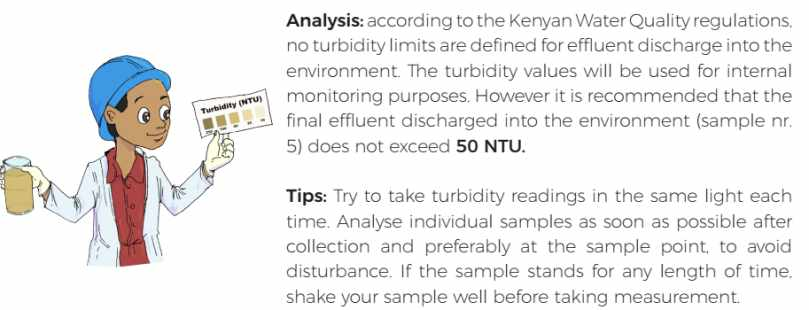 Analysis: according to the Kenyan Water Quality regulations,
no turbidity limits are defined for effluent discharge into the
environment. The turbidity values will be used for internal
monitoring purposes. However it is recommended that the
final effluent discharged into the environment (sample nr.
5) does not exceed 50 NTU.
Turbidity (NTU)
Tips: Try to take turbidity readings in the same light each
time. Analyse individual samples as soon as possible after
collection and preferably at the sample point, to avoid
disturbance. If the sample stands for any length of time,
shake your sample well before taking measurement.